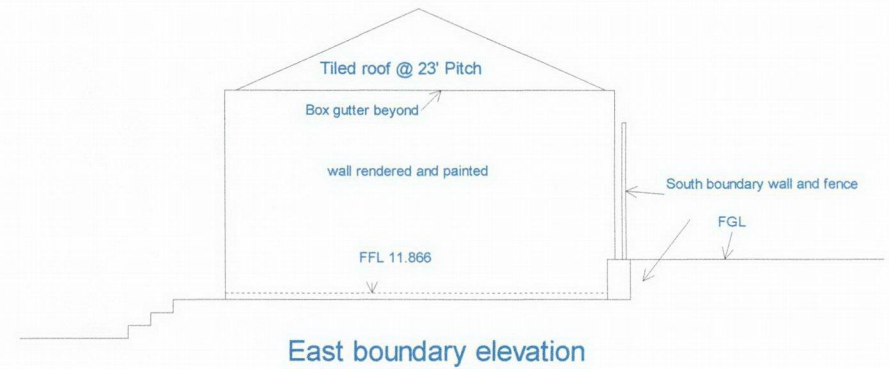 Tiled roof @ 23' Pitch
Box gutter beyond
wall rendered and painted
South boundary wall and fence
FGL
FFL 11.866
East boundary elevation